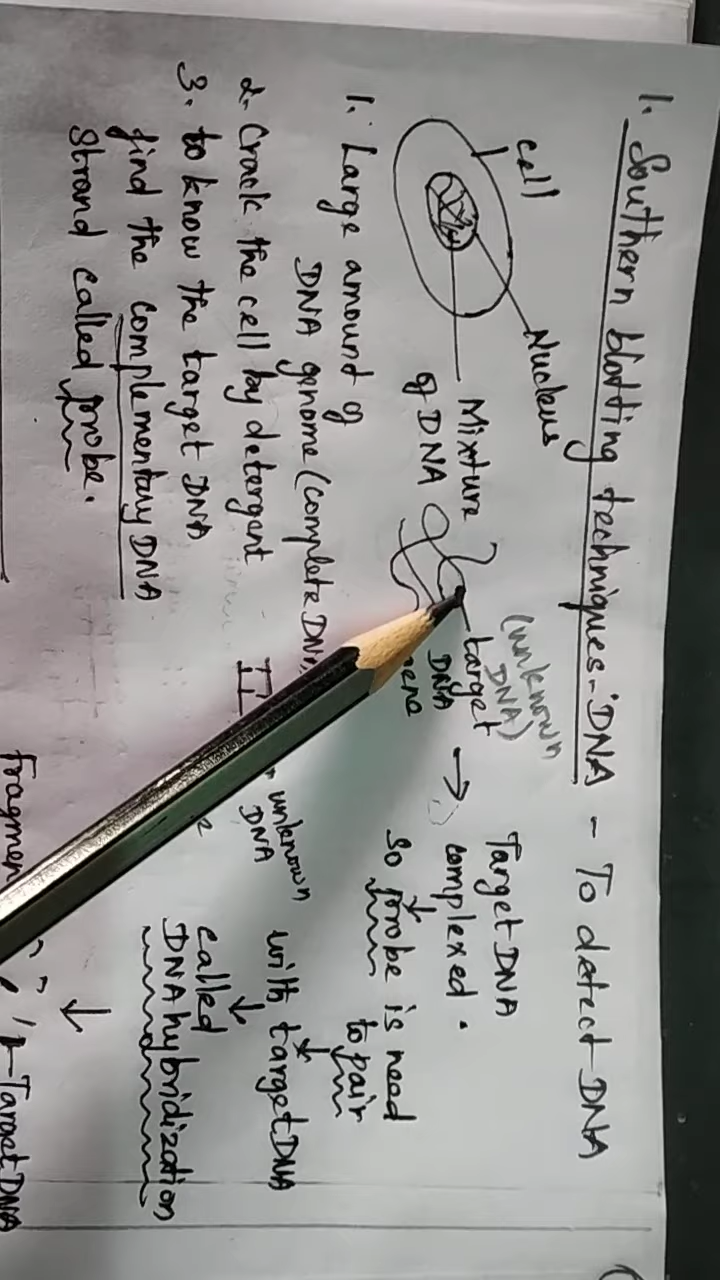 1. Southern blotting techniques - DNA - To detect DNA
cell
Nucleus
Mixture
of DNA
(unknown
DNA)
target
DNA
Target DNA
complexed.
So probe is need
to pair
with target DNA
called
DNA hybridization
1. Large amount of
DNA genome (complete DNA
2. Crack the cell by detergent
3. to know the target DNA
find the complementary DNA
strand called probe.
unknown
DNA
Target DNA